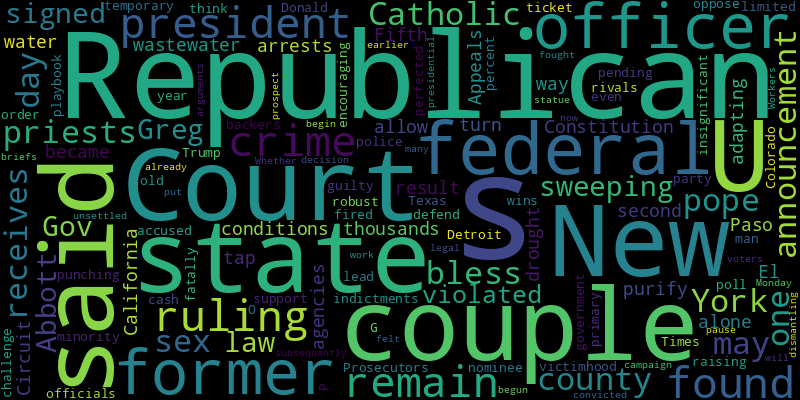 signed
temporary
president
think
Donald
Catholic
ticket
oppose
limited
officer
water
wastewater
arrests
Fifth
earlier
Republican
playbook
day
encouraging
perfected
presidential
Appeals
percent
fought
way
pending
rivals
even
statue
year
arguments
prospect
order
priests
Greg
backers
begin
crime
allow
turn
Constitution
insignificant
adapting
Workers
Colorado
announcement
now
briefs
became
Trump
Whether
decision
police
many
federal
U
said
Court
already
old
put
guilty
result
robust
Texas
fired
defend
wins
party
S
sweeping
second
pope
man
Paso
receives
Gov
unsettled
accused
conditions
thousands
legal
Detroit
drought
New
Abbott
punching
California
state
fatally
tap
lead
work
bless
El
poll
Monday
voters
purify
cash
support
indictments
violated
government
primary
York
one
ruling
agencies
O
G
felt
couple
alone
may
Times
pause
will
dismantling
challenge
Circuit
minority
sex
law
subsequently
Prosecutors
nominee
victimhood
campaign
raising
officials
former
P
remain
begun
county
convicted
found